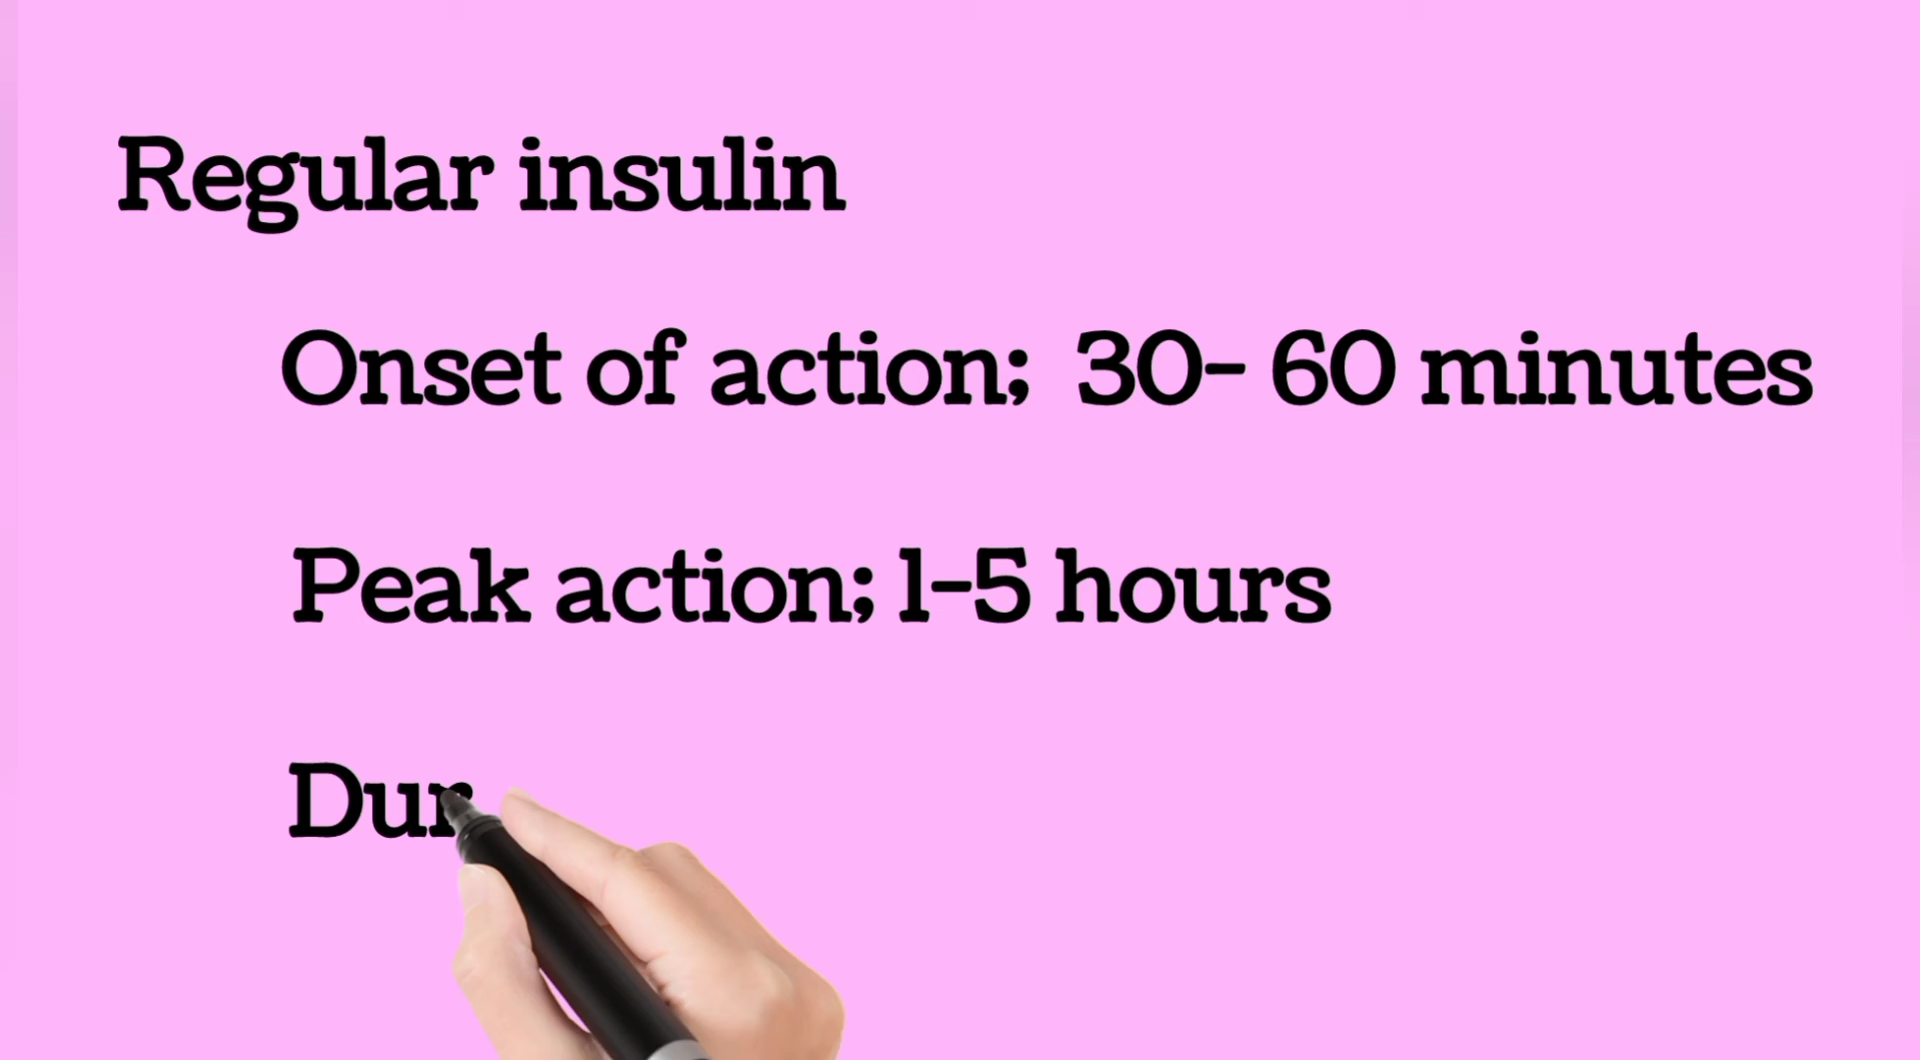 Regular insulin
Onset of action; 30- 60 minutes
Peak action; 1-5 hours
Dur